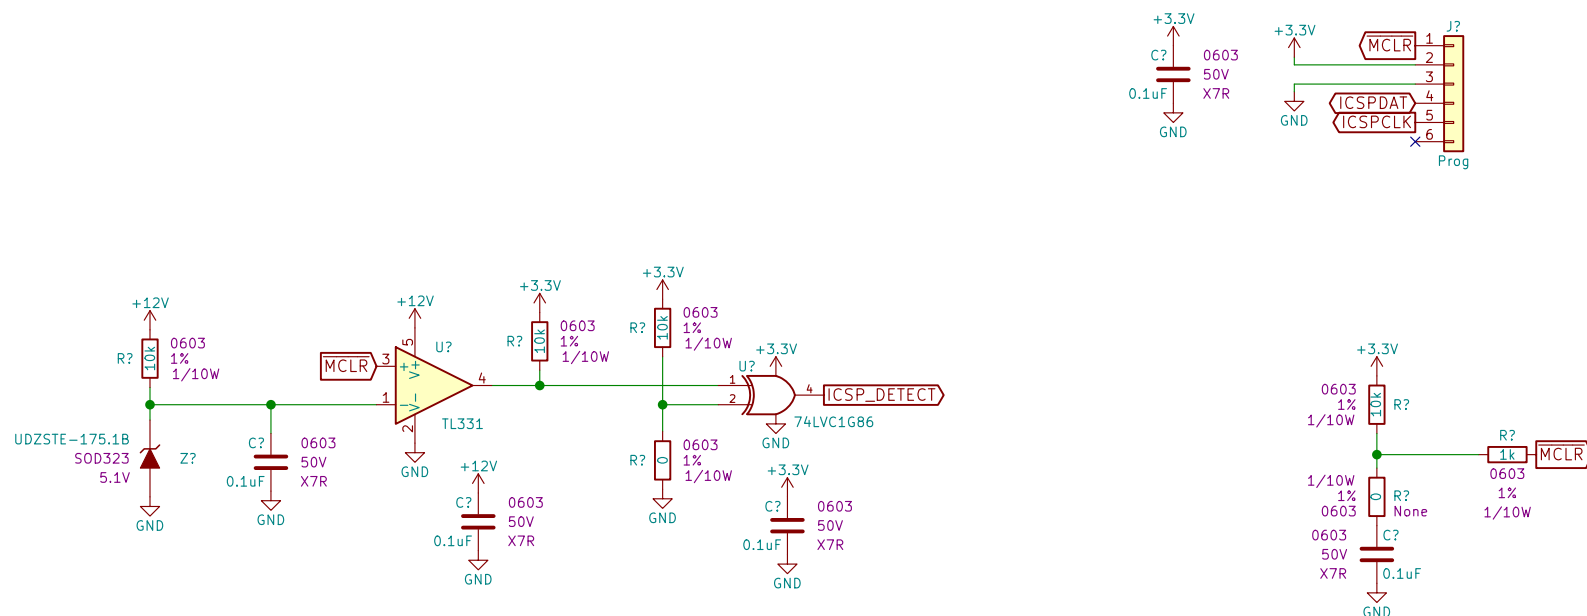 +3.3V
C?
0.1uF
0603
50V
X7R
GND
+3.3V
GND
J?
MCLR
1
2
3
ICSPDAT
4
ICSPCLK
5
6
Prog
+12V
R?
10k
0603
1%
1/10W
UDZSTE-175.1B
SOD323
5.1V
Z?
GND
C?
0.1uF
0603
50V
X7R
GND
MCLR
3
1
+
-
V+
V-
+12V
5
U?
4
2
TL331
GND
+12V
C?
0.1uF
0603
50V
X7R
GND
+3.3V
R?
10k
0603
1%
1/10W
+3.3V
R?
10k
0603
1%
1/10W
R?
0
0603
1%
1/10W
GND
+3.3V
U?
1
2
4
74LVC1G86
GND
ICSP_DETECT
+3.3V
C?
0.1uF
0603
50V
X7R
GND
+3.3V
0603
1%
1/10W
10k
R?
R?
1k
0603
1%
1/10W
MCLR
1/10W
1%
0603
0
R?
None
0603
50V
X7R
C?
0.1uF
GND